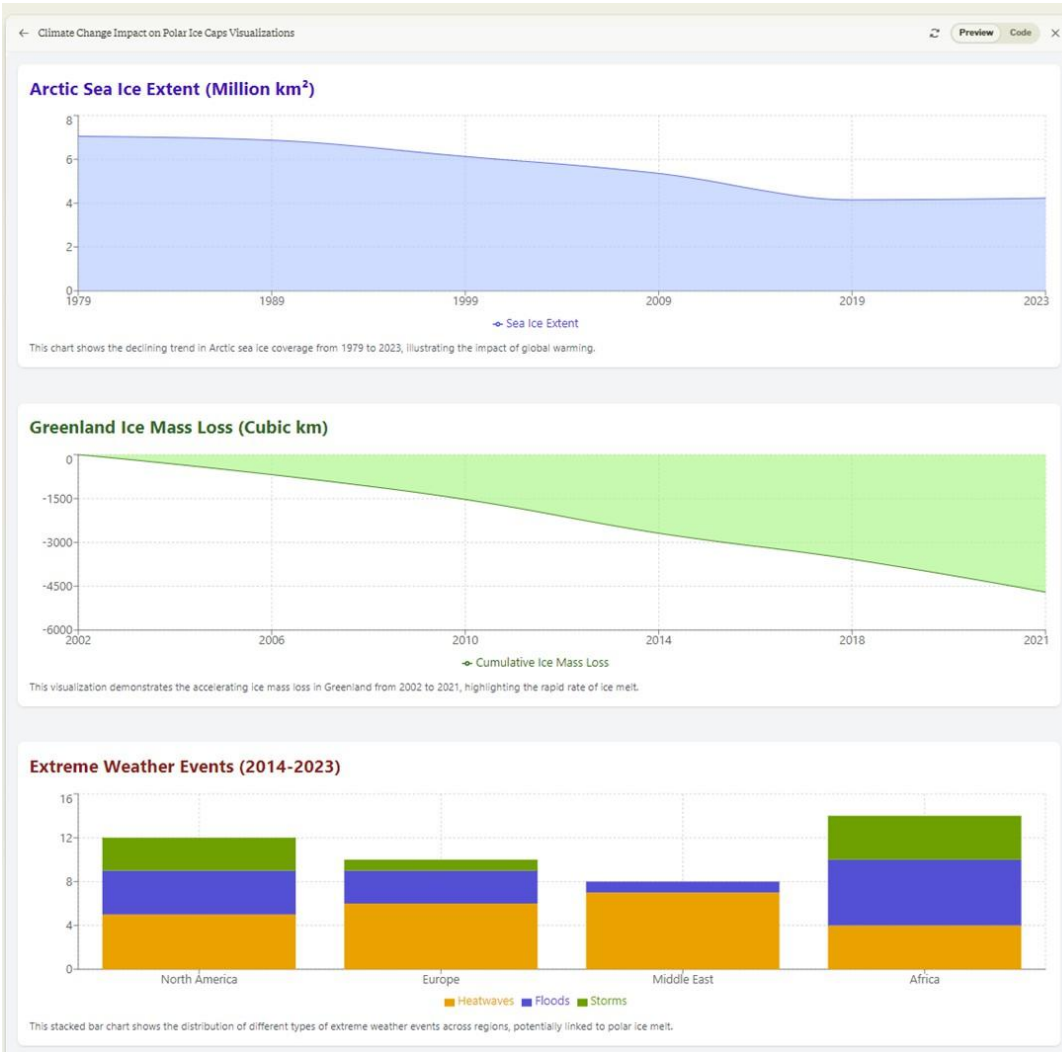 ← Climate Change Impact on Polar Ice Caps Visualizations Preview Code ×
Arctic Sea Ice Extent (Million km²)
8
6
4
2
0
1979 1989 1999 2009 2019 2023
Sea Ice Extent
This chart shows the declining trend in Arctic sea ice coverage from 1979 to 2023, illustrating the impact of global warming.
Greenland Ice Mass Loss (Cubic km)
0
-1500
-3000
-4500
-6000
2002 2006 2010 2014 2018 2021
Cumulative Ice Mass Loss
This visualization demonstrates the accelerating ice mass loss in Greenland from 2002 to 2021, highlighting the rapid rate of ice melt.
Extreme Weather Events (2014-2023)
16
12
8
4
0
North America Europe Middle East Africa
Heatwaves Floods Storms
This stacked bar chart shows the distribution of different types of extreme weather events across regions, potentially linked to polar ice melt.